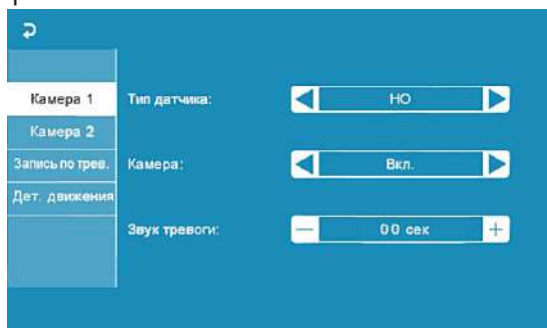 Камера 1
Тип датчика: НО
Камера 2
Запись по трев.
Камера: Вкл.
Дет. движения
Звук тревоги: — 00 сек +